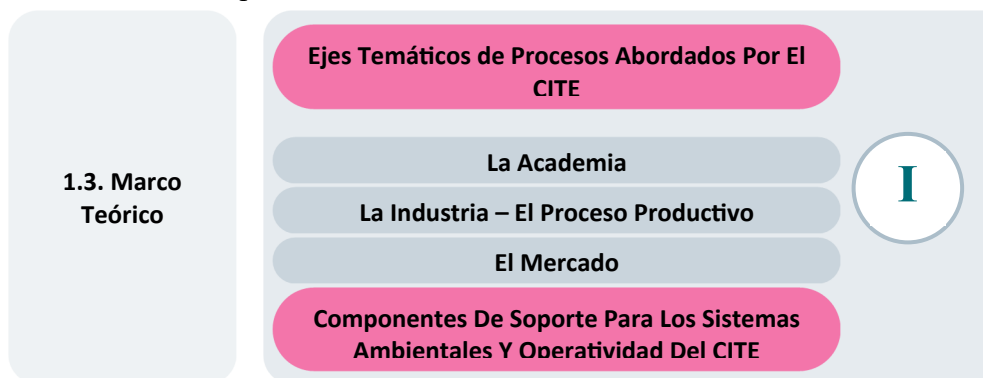 Ejes Temáticos de Procesos Abordados Por El
CITE
La Academia
1.3. Marco
Teórico
I
La Industria – El Proceso Productivo
El Mercado
Componentes De Soporte Para Los Sistemas
Ambientales Y Operatividad Del CITE